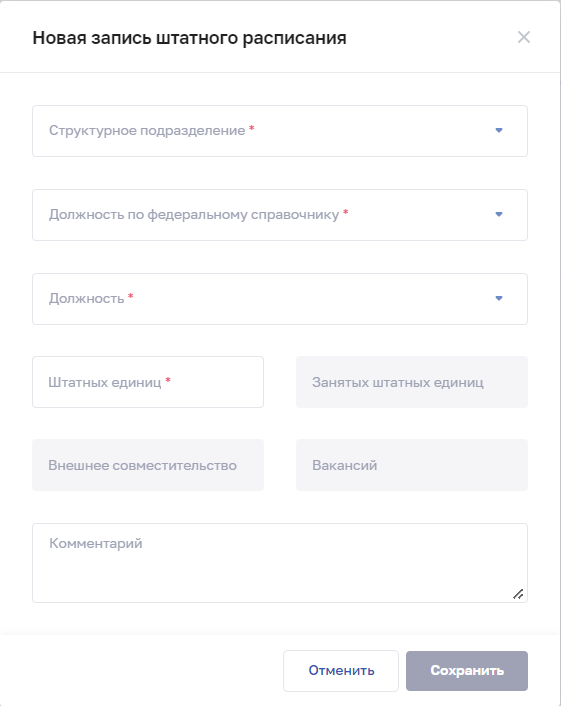 Новая запись штатного расписания
Структурное подразделение *
Должность по федеральному справочнику *
Должность *
Штатных единиц *
Занятых штатных единиц
Внешнее совместительство
Вакансий
Комментарий
Отменить
Сохранить